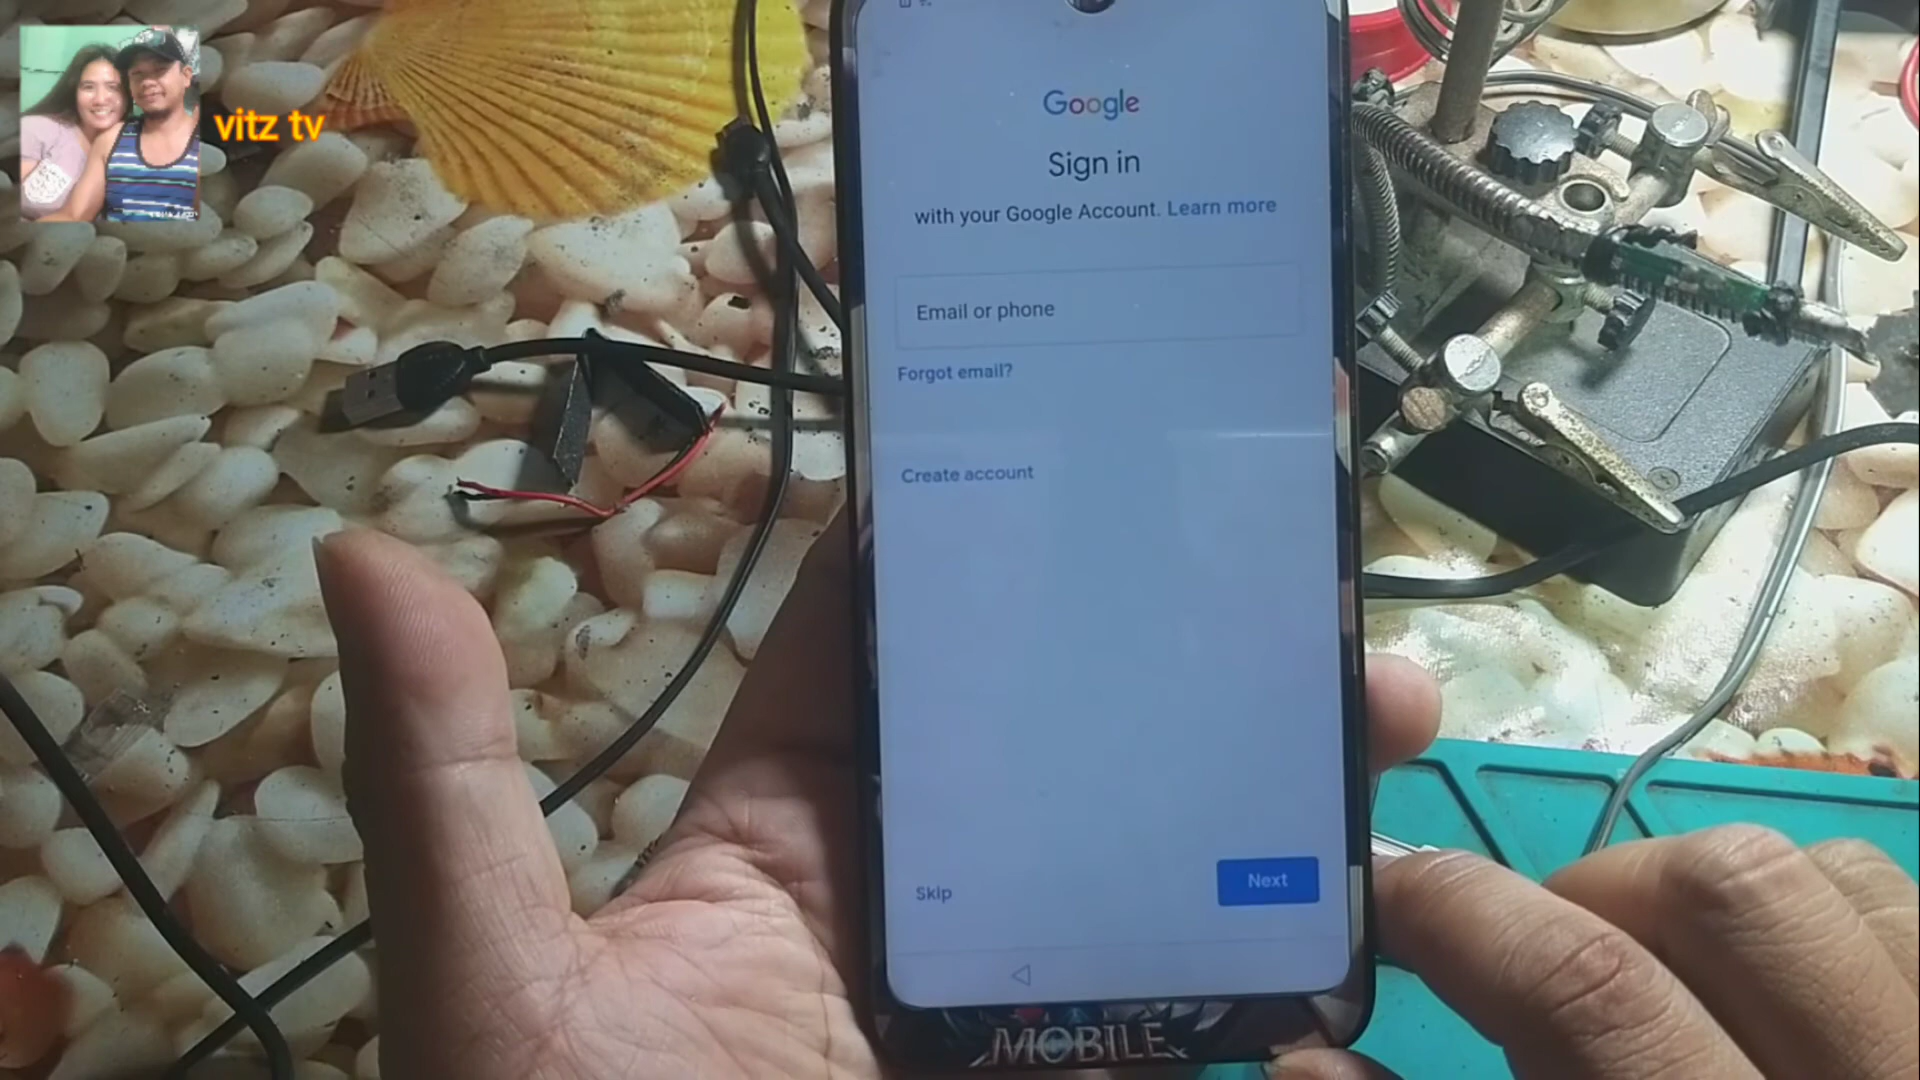 vitz tv
Google
Sign in
with your Google Account. Learn more
Email or phone
Forgot email?
Create account
Skip
Next
MOBILE